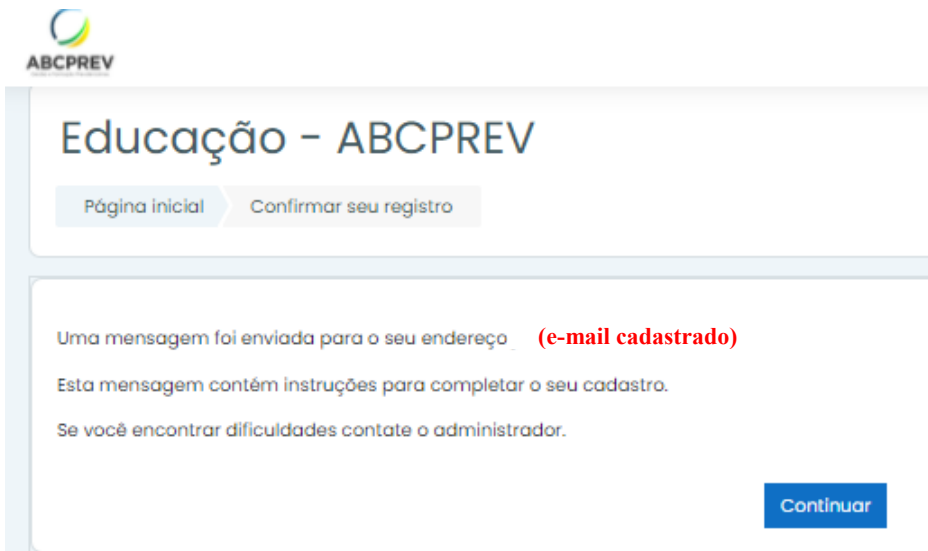 ABCPREV
Educação - ABCPREV
Página inicial Confirmar seu registro
Uma mensagem foi enviada para o seu endereço (e-mail cadastrado)
Esta mensagem contém instruções para completar o seu cadastro.
Se você encontrar dificuldades contate o administrador.
Continuar